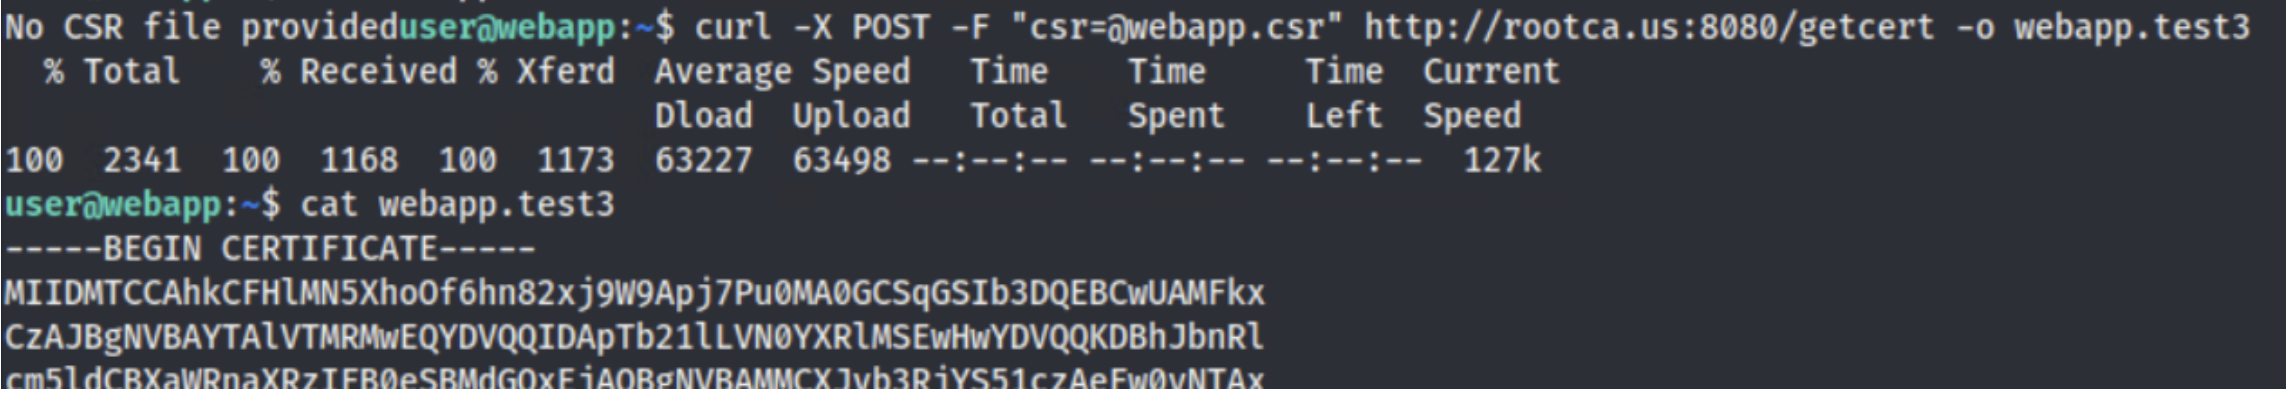 No CSR file provideduser@webapp:~$ curl -X POST -F "csr=@webapp.csr" http://rootca.us:8080/getcert -o webapp.test3
  % Total    % Received % Xferd  Average Speed   Time    Time     Time  Current
                                 Dload  Upload   Total   Spent    Left  Speed
100  2341  100  1168  100  1173  63227  63498 --:--:-- --:--:-- --:--:--  127k
user@webapp:~$ cat webapp.test3
-----BEGIN CERTIFICATE-----
MIIDMTCCAhkCFHlMN5XhoOf6hn82xj9W9Apj7Pu0MA0GCSqGSIb3DQEBCwUAMFkx
CzAJBgNVBAYTAlVTMRMwEQYDVQQIDApTb21lLVN0YXRlMSEwHwYDVQQKDBhJbnRl
cm5ldCBXaWRnaXRzIFB0eSBMdGQxEjAQBgNVBAMMCXJvb3RjYS51czAeFw0yNTAx